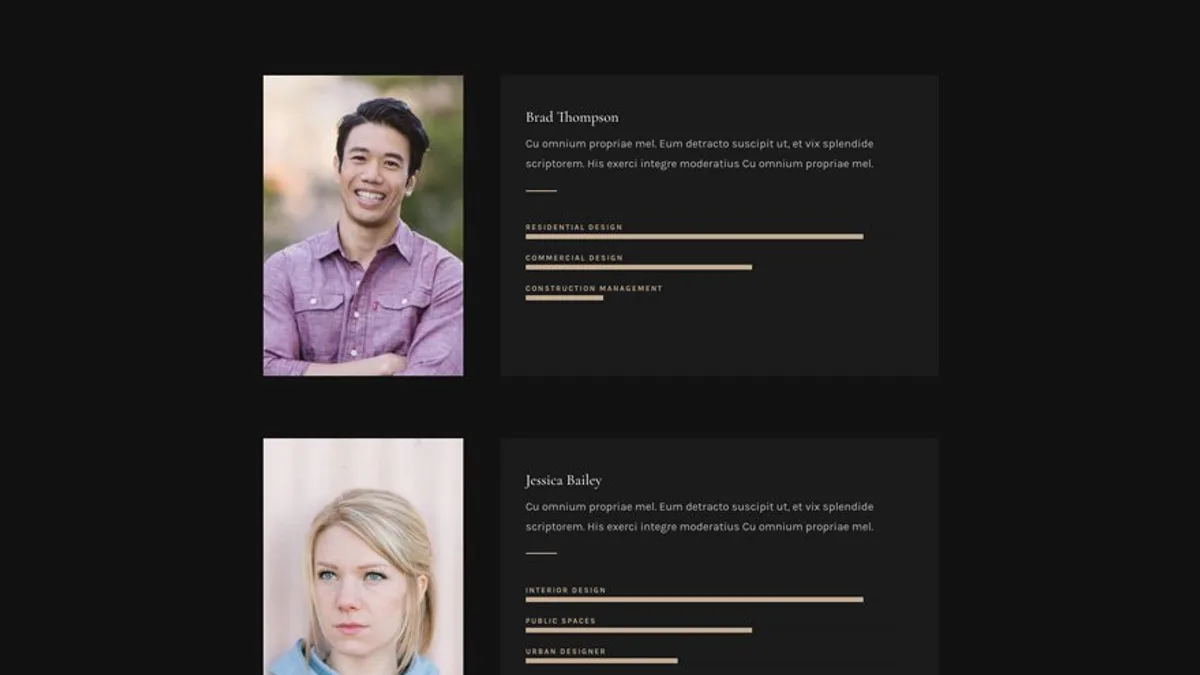 Brad Thompson
Cu omnium propriae mel. Eum detracto suscipit ut, et vix splendide
scriptorem. His exerci integre moderatius Cu omnium propriae mel.
RESIDENTIAL DESIGN
COMMERCIAL DESIGN
CONSTRUCTION MANAGEMENT
Jessica Bailey
Cu omnium propriae mel. Eum detracto suscipit ut, et vix splendide
scriptorem. His exerci integre moderatius Cu omnium propriae mel.
INTERIOR DESIGN
PUBLIC SPACES
URBAN DESIGNER